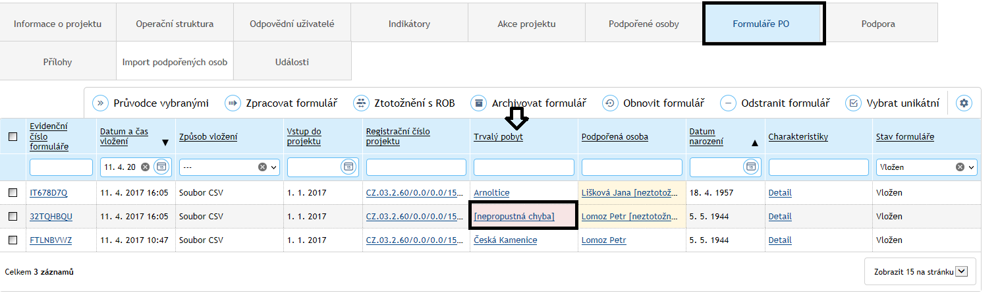 Informace o projektu Operační struktura Odpovědní uživatelé Indikátory Akce projektu Podpořené osoby Formuláře PO Podpora
Přílohy Import podpořených osob Události
Průvodce vybranými Zpracovat formulář Ztotožnění s ROB Archivovat formulář Obnovit formulář Odstranit formulář Vybrat unikátní
Evidenční číslo formuláře Datum a čas vložení ▼ Způsob vložení Vstup do projektu Registrační číslo projektu Trvalý pobyt Podpořená osoba Datum narození ▲ Charakteristiky Stav formuláře
11. 4. 20 15 --- 15 15 Vložen
IT678D7Q 11. 4. 2017 16:05 Soubor CSV 1. 1. 2017 CZ.03.2.60/0.0/0.0/15... Arnoltice Lišková Jana [neztotož... 18. 4. 1957 Detail Vložen
32TQHBQU 11. 4. 2017 16:05 Soubor CSV 1. 1. 2017 CZ.03.2.60/0.0/0.0/15... [nepropustná chyba] Lomoz Petr [neztotožn... 5. 5. 1944 Detail Vložen
FTLNBVWZ 11. 4. 2017 10:47 Soubor CSV 1. 1. 2017 CZ.03.2.60/0.0/0.0/15... Česká Kamenice Lomoz Petr 5. 5. 1944 Detail Vložen
Celkem 3 záznamů Zobrazit 15 na stránku